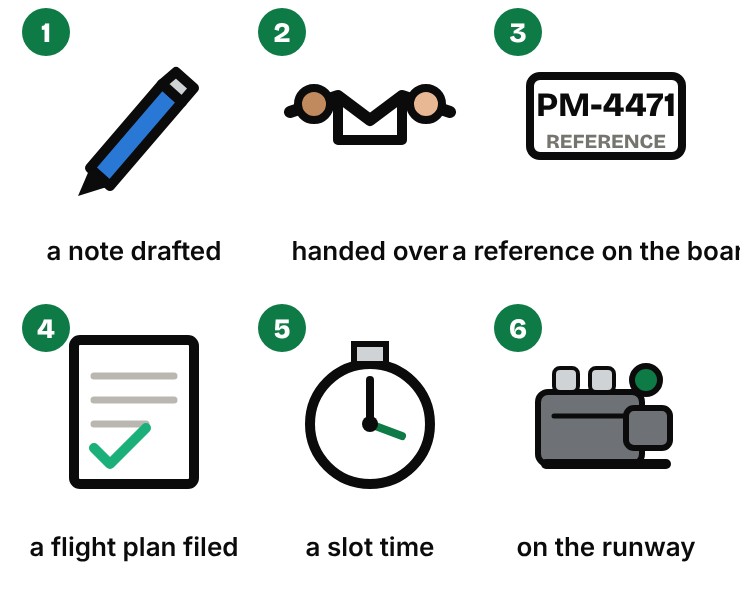 1
2
3
PM-4471
REFERENCE
a note drafted
handed over
a reference on the boar
4
5
6
a flight plan filed
a slot time
on the runway